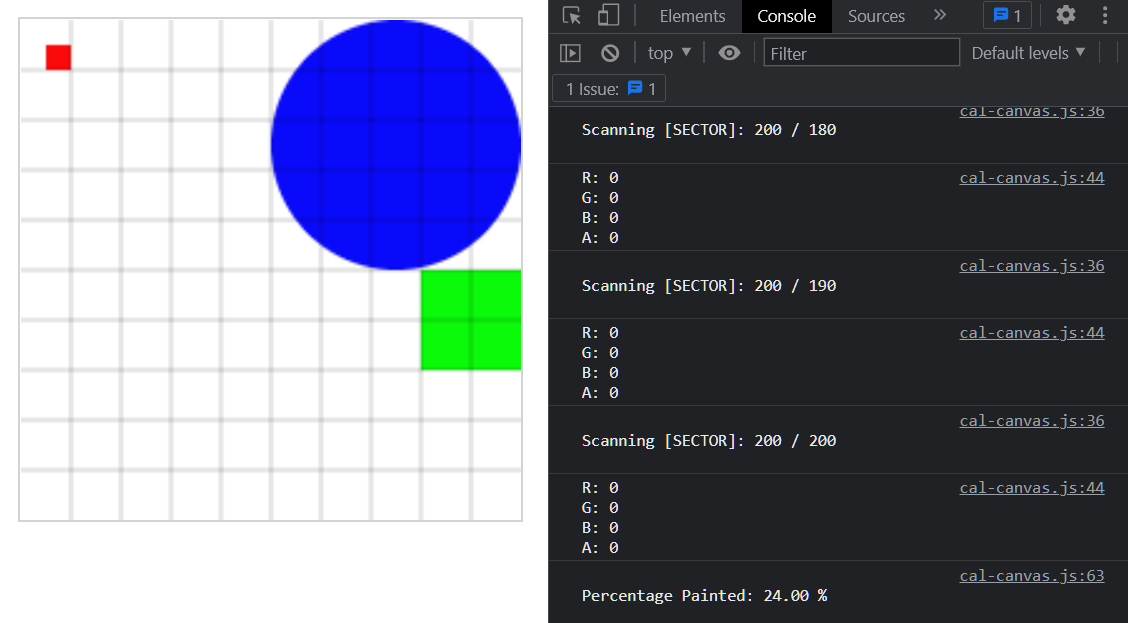 Elements Console Sources 1
top Filter Default levels
1 Issue: 1
cal-canvas.js:36
Scanning [SECTOR]: 200 / 180
R: 0 cal-canvas.js:44
G: 0
B: 0
A: 0
cal-canvas.js:36
Scanning [SECTOR]: 200 / 190
R: 0 cal-canvas.js:44
G: 0
B: 0
A: 0
cal-canvas.js:36
Scanning [SECTOR]: 200 / 200
R: 0 cal-canvas.js:44
G: 0
B: 0
A: 0
cal-canvas.js:63
Percentage Painted: 24.00 %